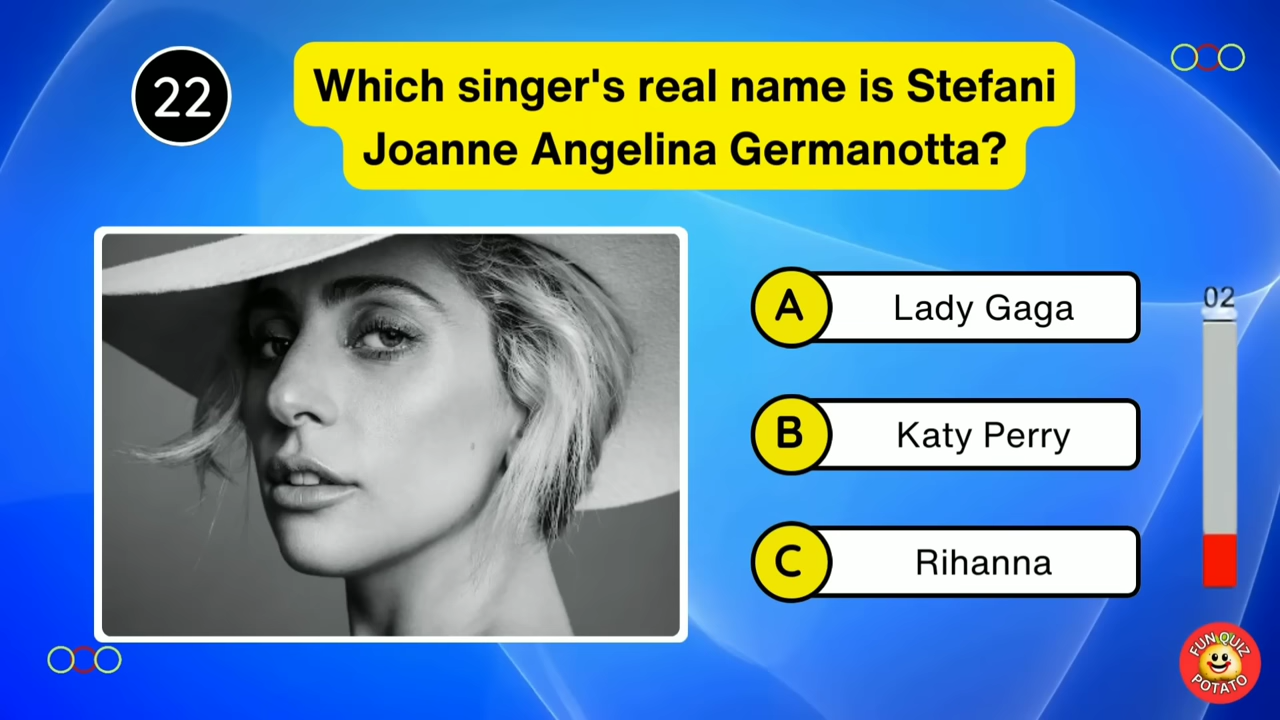 22
Which singer's real name is Stefani
Joanne Angelina Germanotta?
A Lady Gaga
02
B Katy Perry
C Rihanna
FUN QUIZ
POTATO